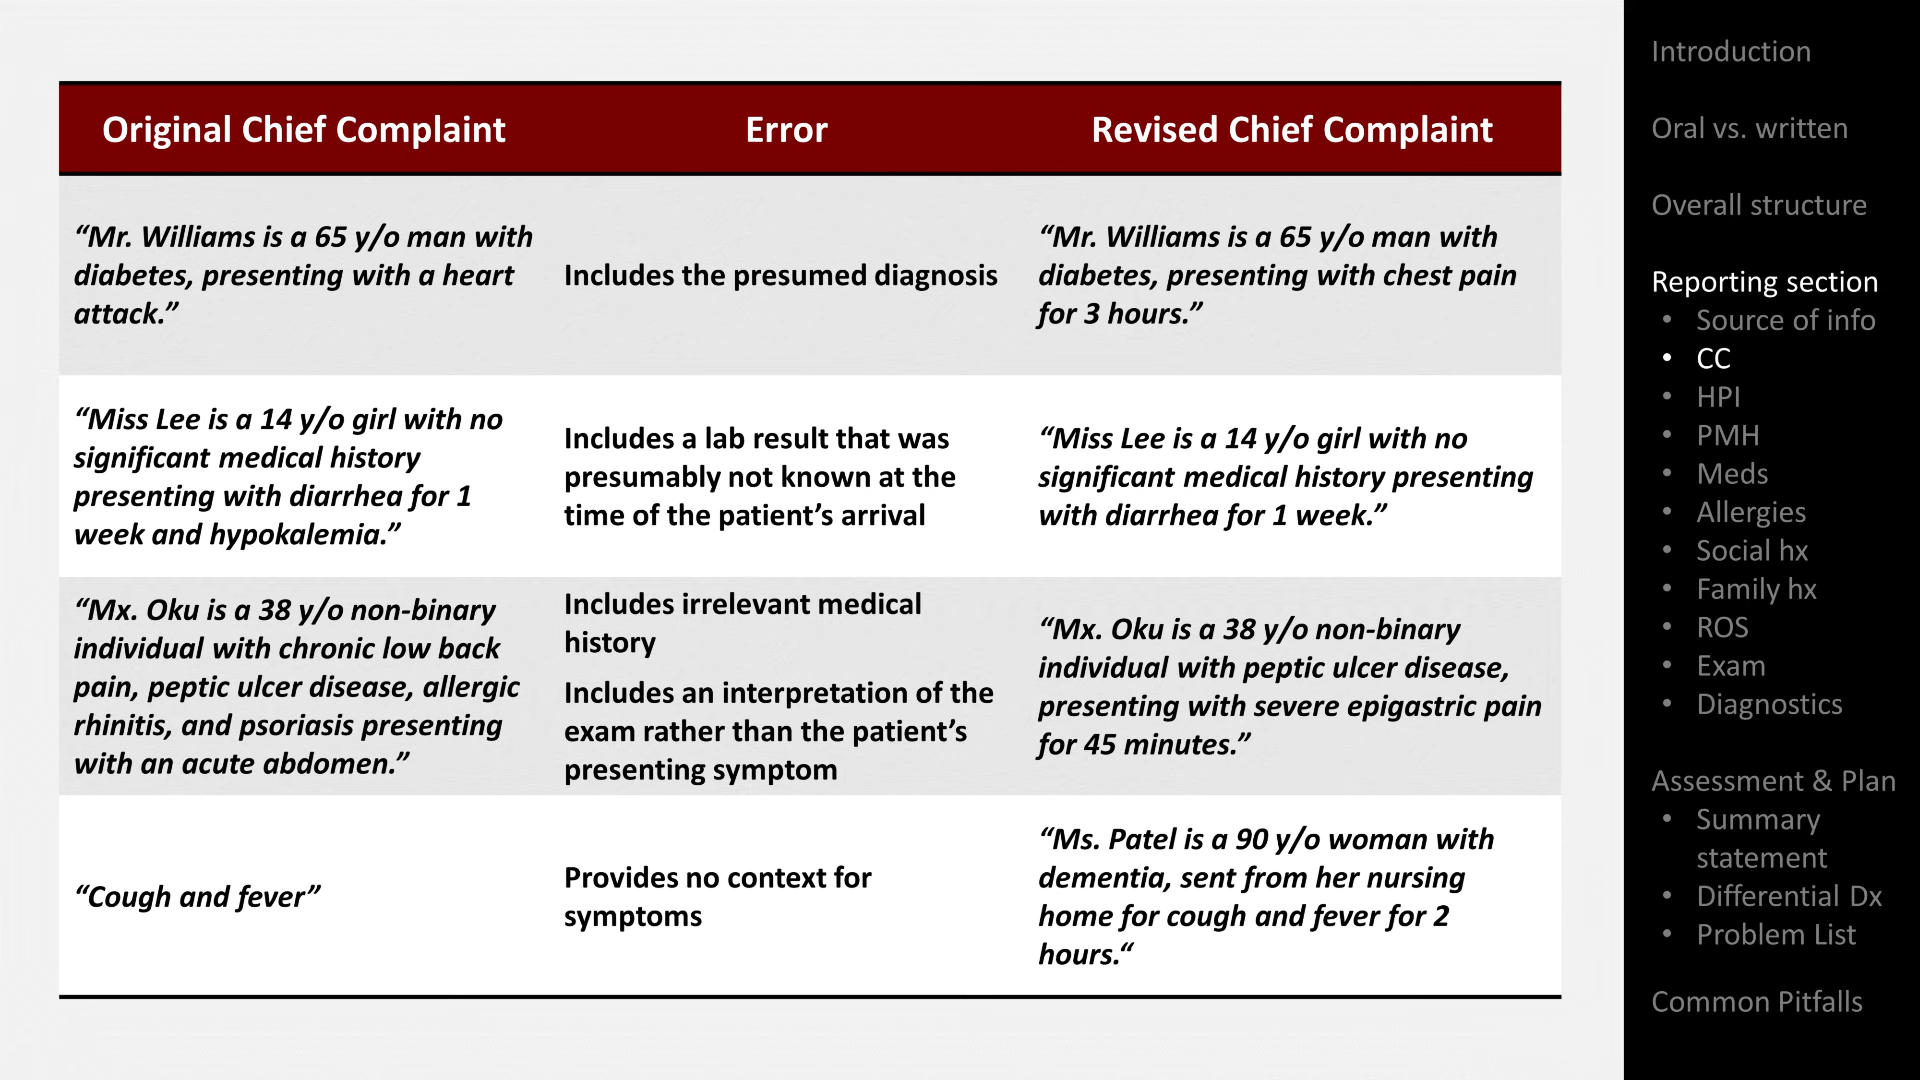 Original Chief Complaint
Error
Revised Chief Complaint
“Mr. Williams is a 65 y/o man with
diabetes, presenting with a heart
attack.”
Includes the presumed diagnosis
“Mr. Williams is a 65 y/o man with
diabetes, presenting with chest pain
for 3 hours.”
“Miss Lee is a 14 y/o girl with no
significant medical history
presenting with diarrhea for 1
week and hypokalemia.”
Includes a lab result that was
presumably not known at the
time of the patient’s arrival
“Miss Lee is a 14 y/o girl with no
significant medical history presenting
with diarrhea for 1 week.”
“Mx. Oku is a 38 y/o non-binary
individual with chronic low back
pain, peptic ulcer disease, allergic
rhinitis, and psoriasis presenting
with an acute abdomen.”
Includes irrelevant medical
history
Includes an interpretation of the
exam rather than the patient’s
presenting symptom
“Mx. Oku is a 38 y/o non-binary
individual with peptic ulcer disease,
presenting with severe epigastric pain
for 45 minutes.”
“Cough and fever”
Provides no context for
symptoms
“Ms. Patel is a 90 y/o woman with
dementia, sent from her nursing
home for cough and fever for 2
hours.“
Introduction
Oral vs. written
Overall structure
Reporting section
• Source of info
• CC
• HPI
• PMH
• Meds
• Allergies
• Social hx
• Family hx
• ROS
• Exam
• Diagnostics
Assessment & Plan
• Summary
statement
• Differential Dx
• Problem List
Common Pitfalls